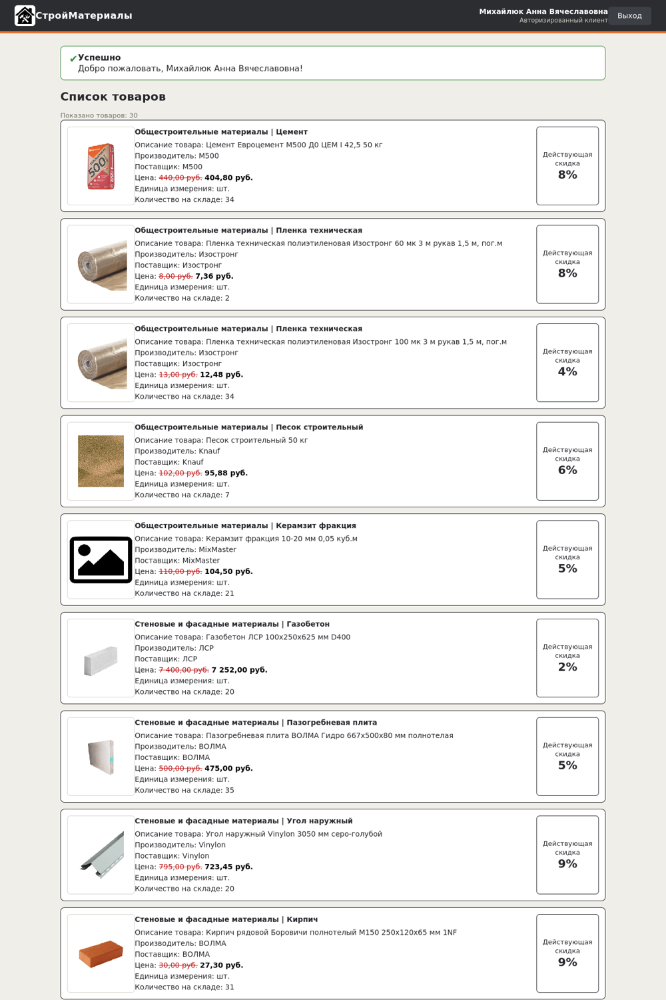 СтройМатериалы
Михайлюк Анна Вячеславовна
Авторизированный клиент
Выход
✔ Успешно
Добро пожаловать, Михайлюк Анна Вячеславовна!
Список товаров
Показано товаров: 30
Общестроительные материалы | Цемент
Описание товара: Цемент Евроцемент М500 Д0 ЦЕМ I 42,5 50 кг
Производитель: М500
Поставщик: М500
Цена: 440,00 руб. 404,80 руб.
Единица измерения: шт.
Количество на складе: 34
Действующая
скидка
8%
500
Общестроительные материалы | Пленка техническая
Описание товара: Пленка техническая полиэтиленовая Изостронг 60 мк 3 м рукав 1,5 м, пог.м
Производитель: Изостронг
Поставщик: Изостронг
Цена: 8,00 руб. 7,36 руб.
Единица измерения: шт.
Количество на складе: 2
Действующая
скидка
8%
Общестроительные материалы | Пленка техническая
Описание товара: Пленка техническая полиэтиленовая Изостронг 100 мк 3 м рукав 1,5 м, пог.м
Производитель: Изостронг
Поставщик: Изостронг
Цена: 13,00 руб. 12,48 руб.
Единица измерения: шт.
Количество на складе: 34
Действующая
скидка
4%
Общестроительные материалы | Песок строительный
Описание товара: Песок строительный 50 кг
Производитель: Knauf
Поставщик: Knauf
Цена: 102,00 руб. 95,88 руб.
Единица измерения: шт.
Количество на складе: 7
Действующая
скидка
6%
Общестроительные материалы | Керамзит фракция
Описание товара: Керамзит фракция 10-20 мм 0,05 куб.м
Производитель: MixMaster
Поставщик: MixMaster
Цена: 110,00 руб. 104,50 руб.
Единица измерения: шт.
Количество на складе: 21
Действующая
скидка
5%
Стеновые и фасадные материалы | Газобетон
Описание товара: Газобетон ЛСР 100х250х625 мм D400
Производитель: ЛСР
Поставщик: ЛСР
Цена: 7 400,00 руб. 7 252,00 руб.
Единица измерения: шт.
Количество на складе: 20
Действующая
скидка
2%
Стеновые и фасадные материалы | Пазогребневая плита
Описание товара: Пазогребневая плита ВОЛМА Гидро 667х500х80 мм полнотелая
Производитель: ВОЛМА
Поставщик: ВОЛМА
Цена: 500,00 руб. 475,00 руб.
Единица измерения: шт.
Количество на складе: 35
Действующая
скидка
5%
Стеновые и фасадные материалы | Угол наружный
Описание товара: Угол наружный Vinylon 3050 мм серо-голубой
Производитель: Vinylon
Поставщик: Vinylon
Цена: 795,00 руб. 723,45 руб.
Единица измерения: шт.
Количество на складе: 20
Действующая
скидка
9%
Стеновые и фасадные материалы | Кирпич
Описание товара: Кирпич рядовой Боровичи полнотелый М150 250х120х65 мм 1NF
Производитель: ВОЛМА
Поставщик: ВОЛМА
Цена: 30,00 руб. 27,30 руб.
Единица измерения: шт.
Количество на складе: 31
Действующая
скидка
9%